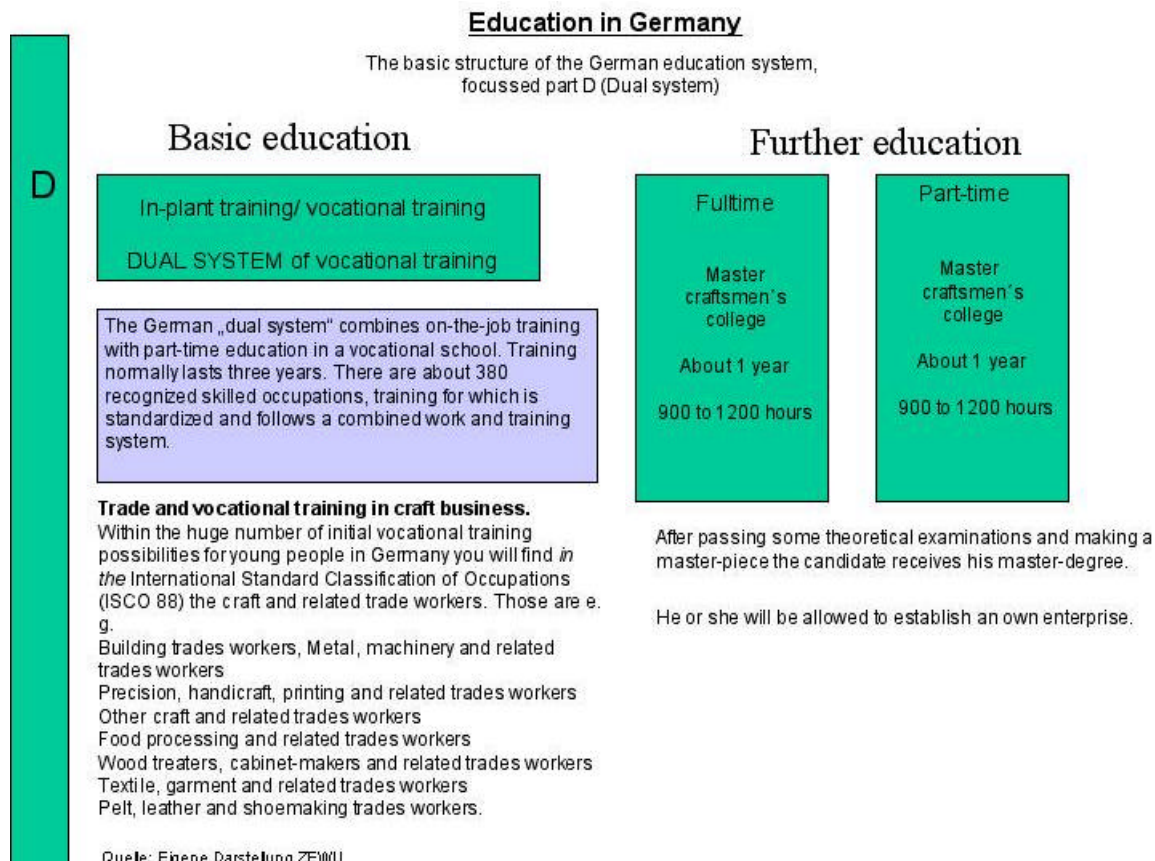 Education in Germany
The basic structure of the German education system,
focussed part D (Dual system)
D
Basic education
In-plant training/ vocational training
DUAL SYSTEM of vocational training
The German „dual system“ combines on-the-job training
with part-time education in a vocational school. Training
normally lasts three years. There are about 380
recognized skilled occupations, training for which is
standardized and follows a combined work and training
system.
Trade and vocational training in craft business.
Within the huge number of initial vocational training
possibilities for young people in Germany you will find in
the International Standard Classification of Occupations
(ISCO 88) the craft and related trade workers. Those are e.
g.
Building trades workers, Metal, machinery and related
trades workers
Precision, handicraft, printing and related trades workers
Other craft and related trades workers
Food processing and related trades workers
Wood treaters, cabinet-makers and related trades workers
Textile, garment and related trades workers
Pelt, leather and shoemaking trades workers.
Quelle: Eigene Darstellung ZEWU
Further education
Fulltime
Master
craftsmen´s
college
About 1 year
900 to 1200 hours
Part-time
Master
craftsmen´s
college
About 1 year
900 to 1200 hours
After passing some theoretical examinations and making a
master-piece the candidate receives his master-degree.
He or she will be allowed to establish an own enterprise.